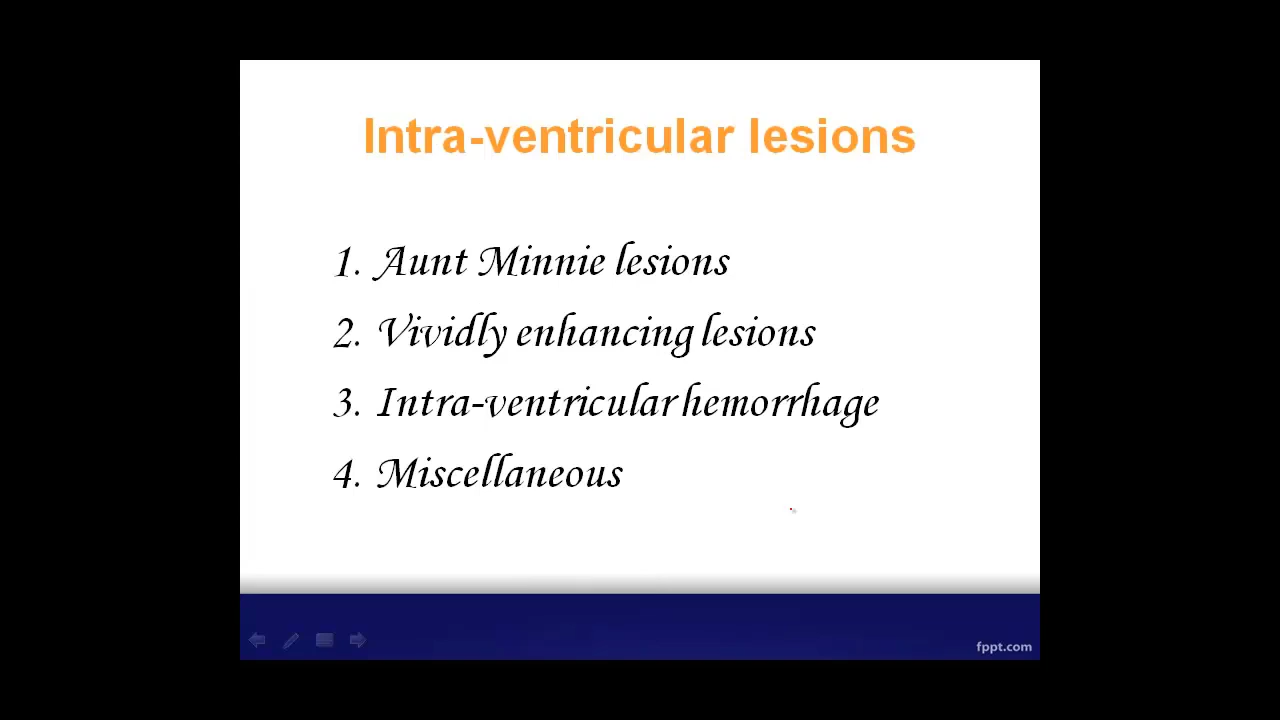 Intra-ventricular lesions
1. Aunt Minnie lesions
2. Vividly enhancing lesions
3. Intra-ventricular hemorrhage
4. Miscellaneous
fppt.com